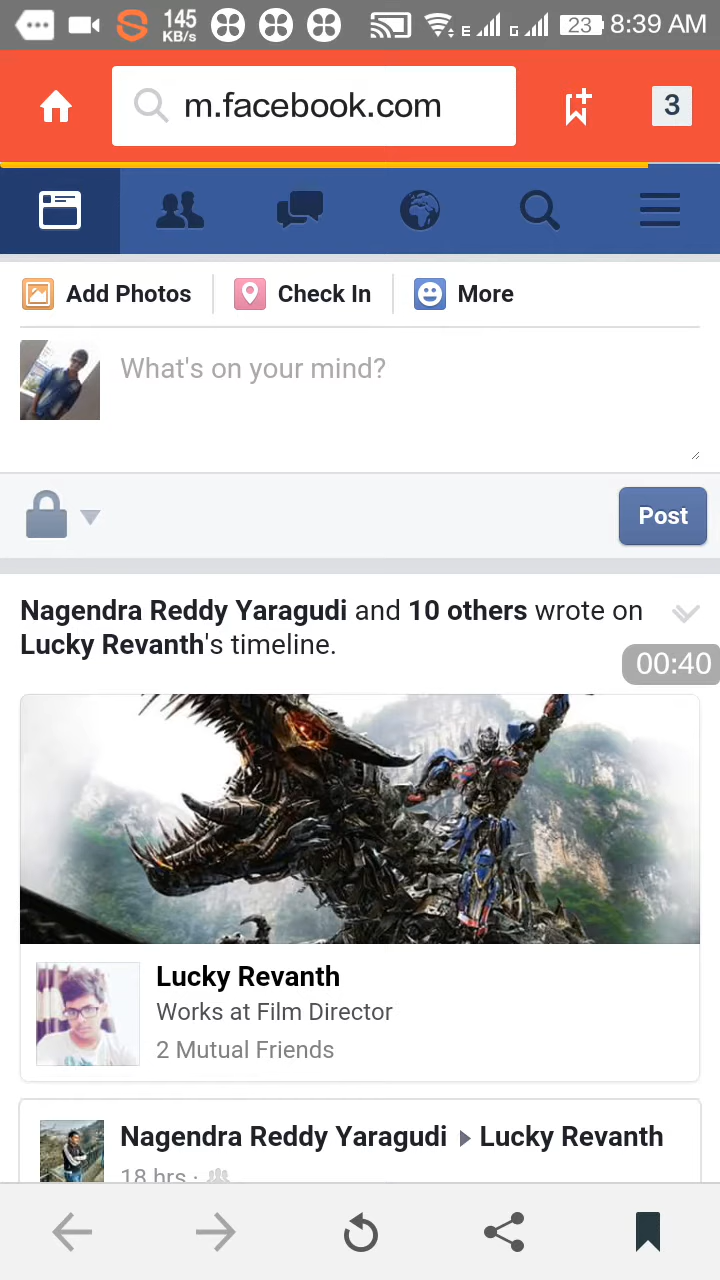 145 KB/s E G 23 8:39 AM
m.facebook.com 3
Add Photos Check In More
What's on your mind?
Post
Nagendra Reddy Yaragudi and 10 others wrote on
Lucky Revanth's timeline.
00:40
Lucky Revanth
Works at Film Director
2 Mutual Friends
Nagendra Reddy Yaragudi Lucky Revanth
18 hrs ·